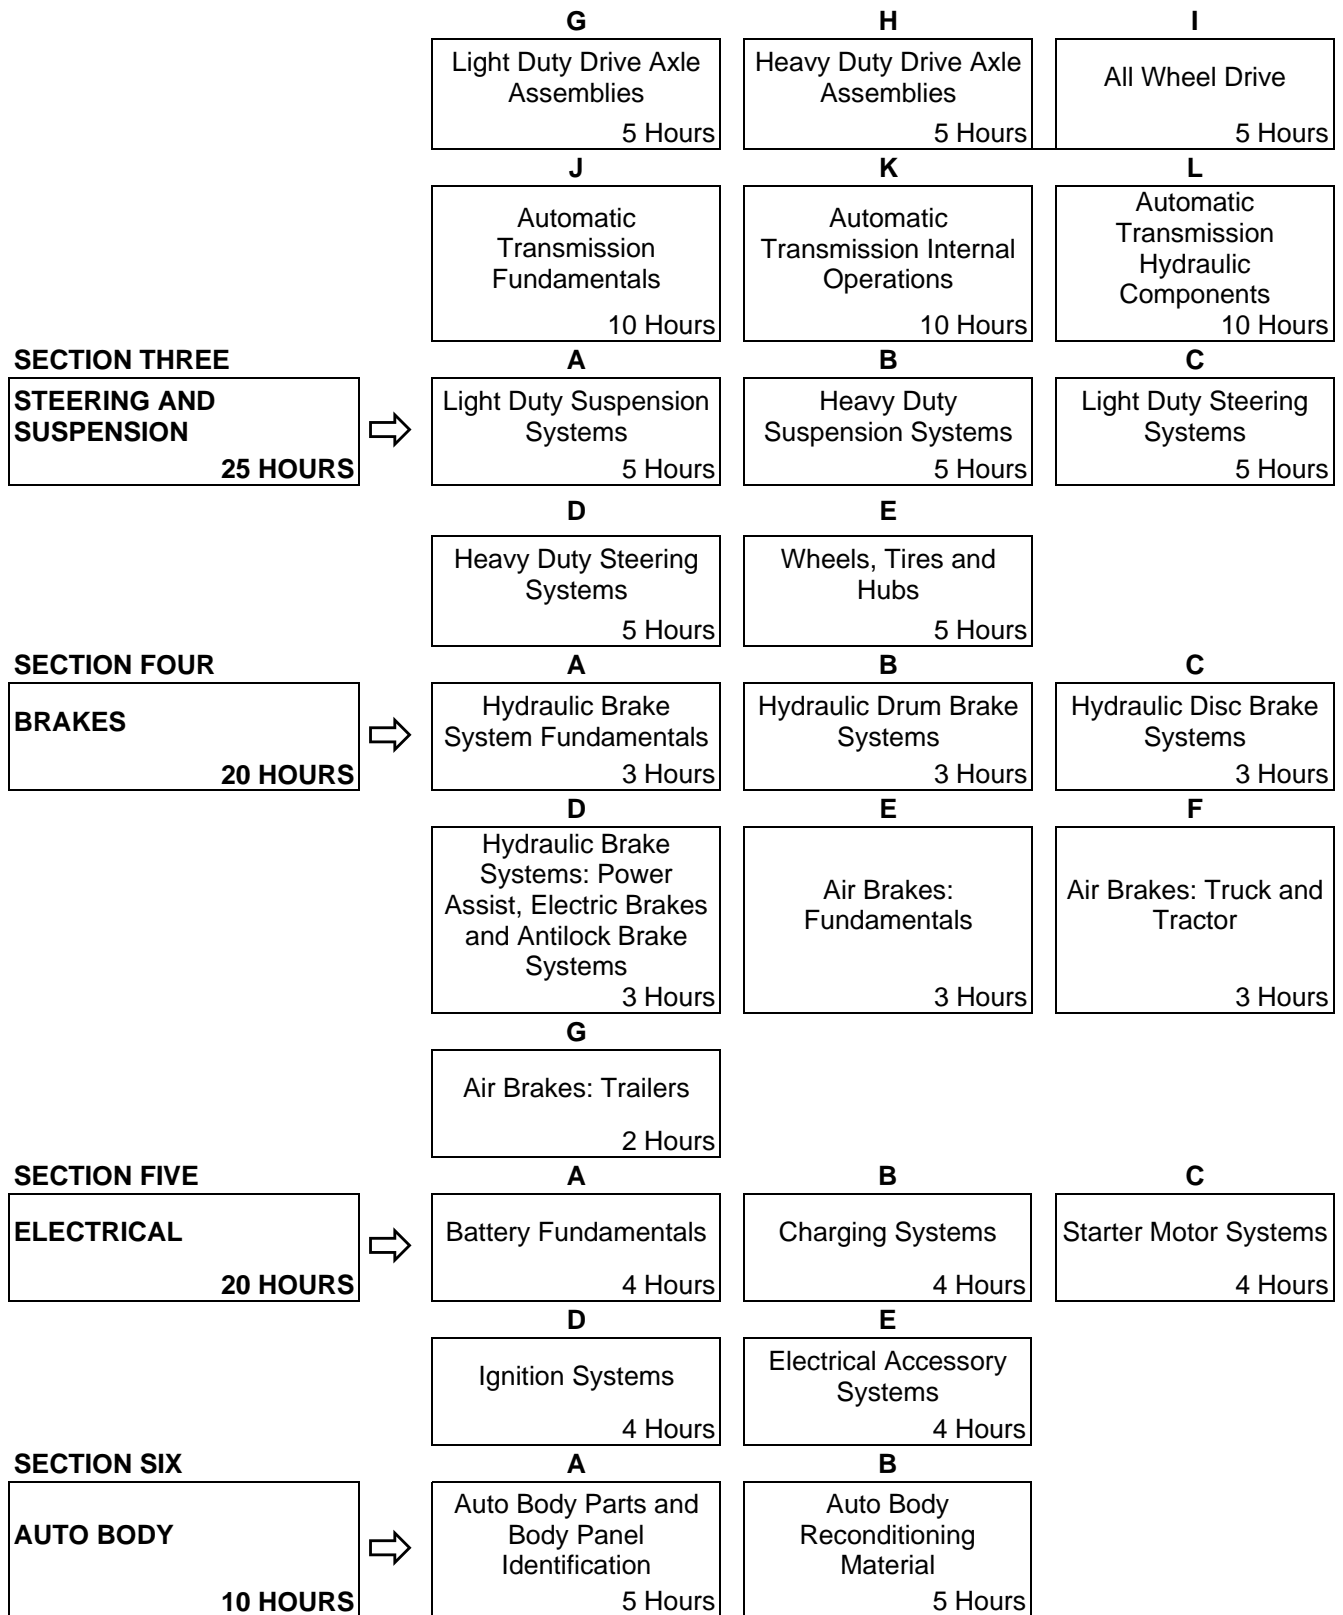 G
Light Duty Drive Axle
Assemblies
5 Hours
H
Heavy Duty Drive Axle
Assemblies
5 Hours
I
All Wheel Drive
5 Hours
J
Automatic
Transmission
Fundamentals
10 Hours
K
Automatic
Transmission Internal
Operations
10 Hours
L
Automatic
Transmission
Hydraulic
Components
10 Hours
SECTION THREE
STEERING AND
SUSPENSION
25 HOURS
A
Light Duty Suspension
Systems
5 Hours
B
Heavy Duty
Suspension Systems
5 Hours
C
Light Duty Steering
Systems
5 Hours
D
Heavy Duty Steering
Systems
5 Hours
E
Wheels, Tires and
Hubs
5 Hours
SECTION FOUR
BRAKES
20 HOURS
A
Hydraulic Brake
System Fundamentals
3 Hours
B
Hydraulic Drum Brake
Systems
3 Hours
C
Hydraulic Disc Brake
Systems
3 Hours
D
Hydraulic Brake
Systems: Power
Assist, Electric Brakes
and Antilock Brake
Systems
3 Hours
E
Air Brakes:
Fundamentals
3 Hours
F
Air Brakes: Truck and
Tractor
3 Hours
G
Air Brakes: Trailers
2 Hours
SECTION FIVE
ELECTRICAL
20 HOURS
A
Battery Fundamentals
4 Hours
B
Charging Systems
4 Hours
C
Starter Motor Systems
4 Hours
D
Ignition Systems
4 Hours
E
Electrical Accessory
Systems
4 Hours
SECTION SIX
AUTO BODY
10 HOURS
A
Auto Body Parts and
Body Panel
Identification
5 Hours
B
Auto Body
Reconditioning
Material
5 Hours